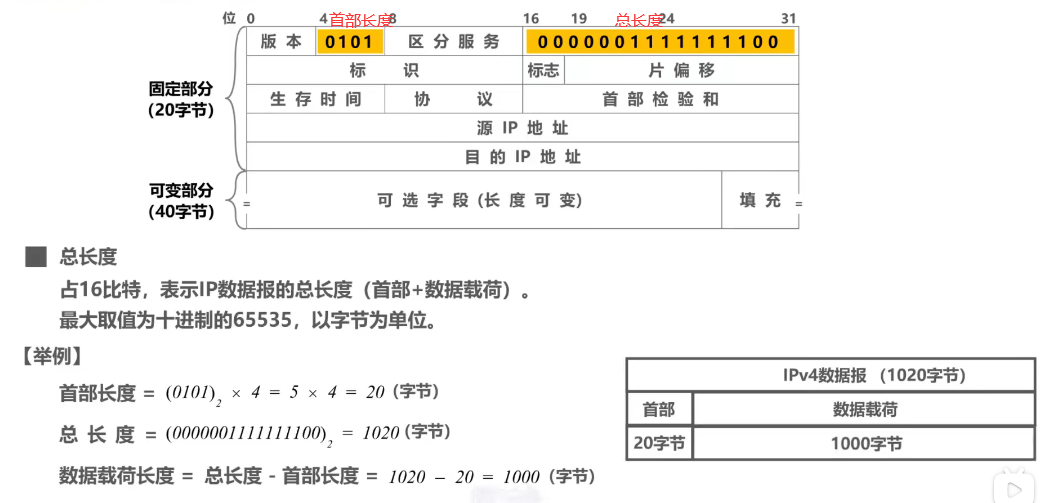 位 0 4 首部长度 8 16 19 总长度 24 31
版 本 0101 区 分 服 务 0000001111111100
标 识 标志 片 偏 移
固定部分
(20字节)
生 存 时 间 协 议 首 部 检 验 和
源 IP 地 址
目 的 IP 地 址
可变部分
(40字节)
可 选 字 段 (长 度 可 变) 填 充
总长度
占16比特，表示IP数据报的总长度（首部+数据载荷）。
最大取值为十进制的65535，以字节为单位。
【举例】
首部长度 = (0101)₂ × 4 = 5 × 4 = 20 (字节)
总 长 度 = (0000001111111100)₂ = 1020 (字节)
数据载荷长度 = 总长度 - 首部长度 = 1020 − 20 = 1000 (字节)
IPv4数据报 （1020字节）
首部 数据载荷
20字节 1000字节